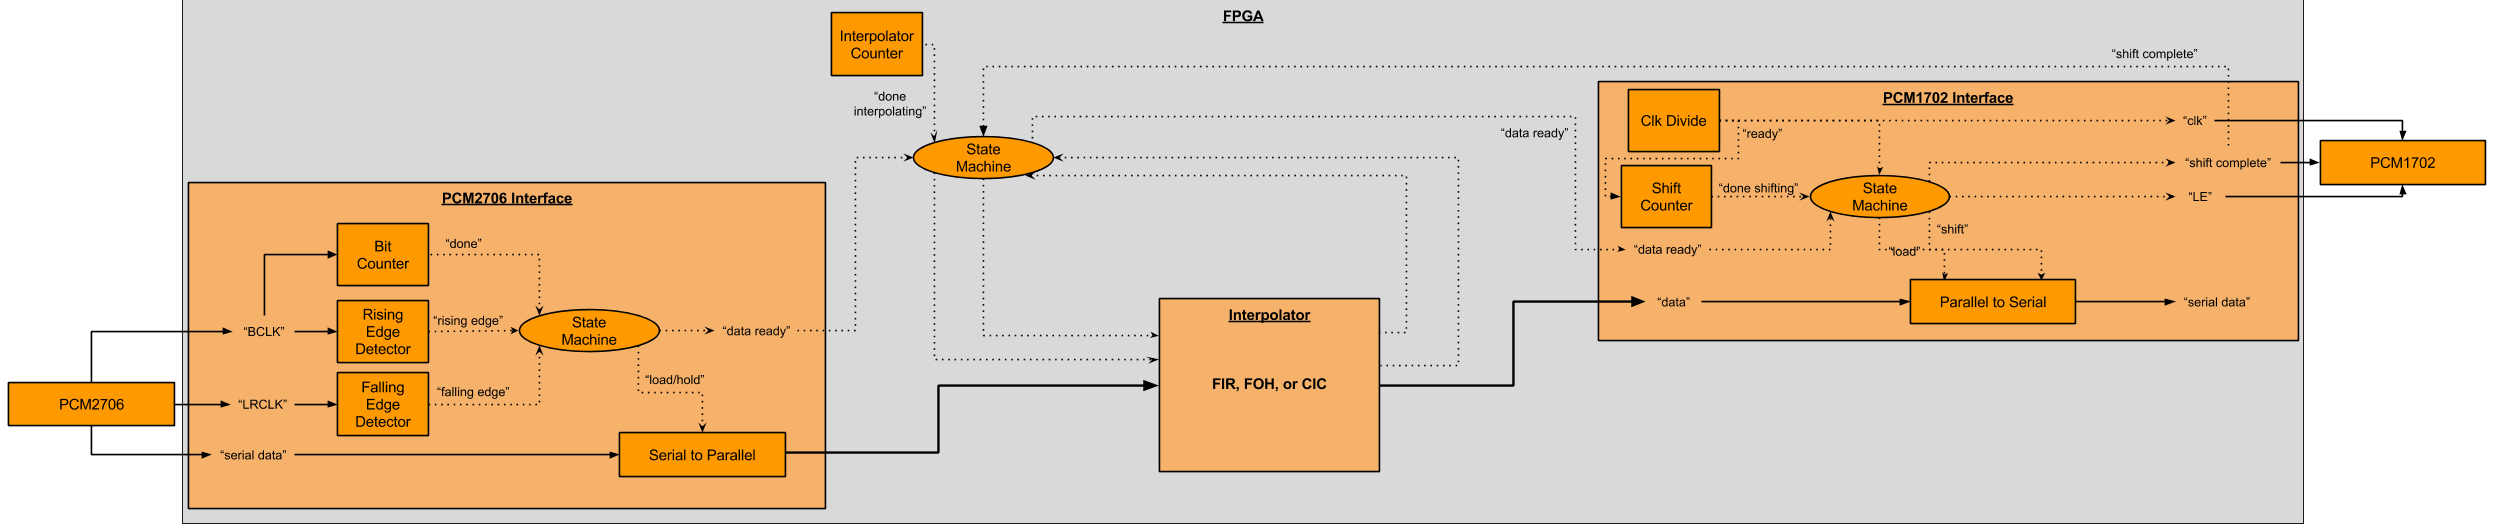 FPGA
Interpolator
Counter
“shift complete”
“done
interpolating”
State
Machine
“data ready”
PCM1702 Interface
Clk Divide
“ready”
“clk”
“shift complete”
PCM1702
Shift
Counter
“done shifting”
State
Machine
“LE”
“shift”
“load”
“data ready”
“data”
Parallel to Serial
“serial data”
PCM2706 Interface
Bit
Counter
“done”
“BCLK”
Rising
Edge
Detector
“rising edge”
State
Machine
“data ready”
PCM2706
“LRCLK”
Falling
Edge
Detector
“falling edge”
“load/hold”
“serial data”
Serial to Parallel
Interpolator
FIR, FOH, or CIC